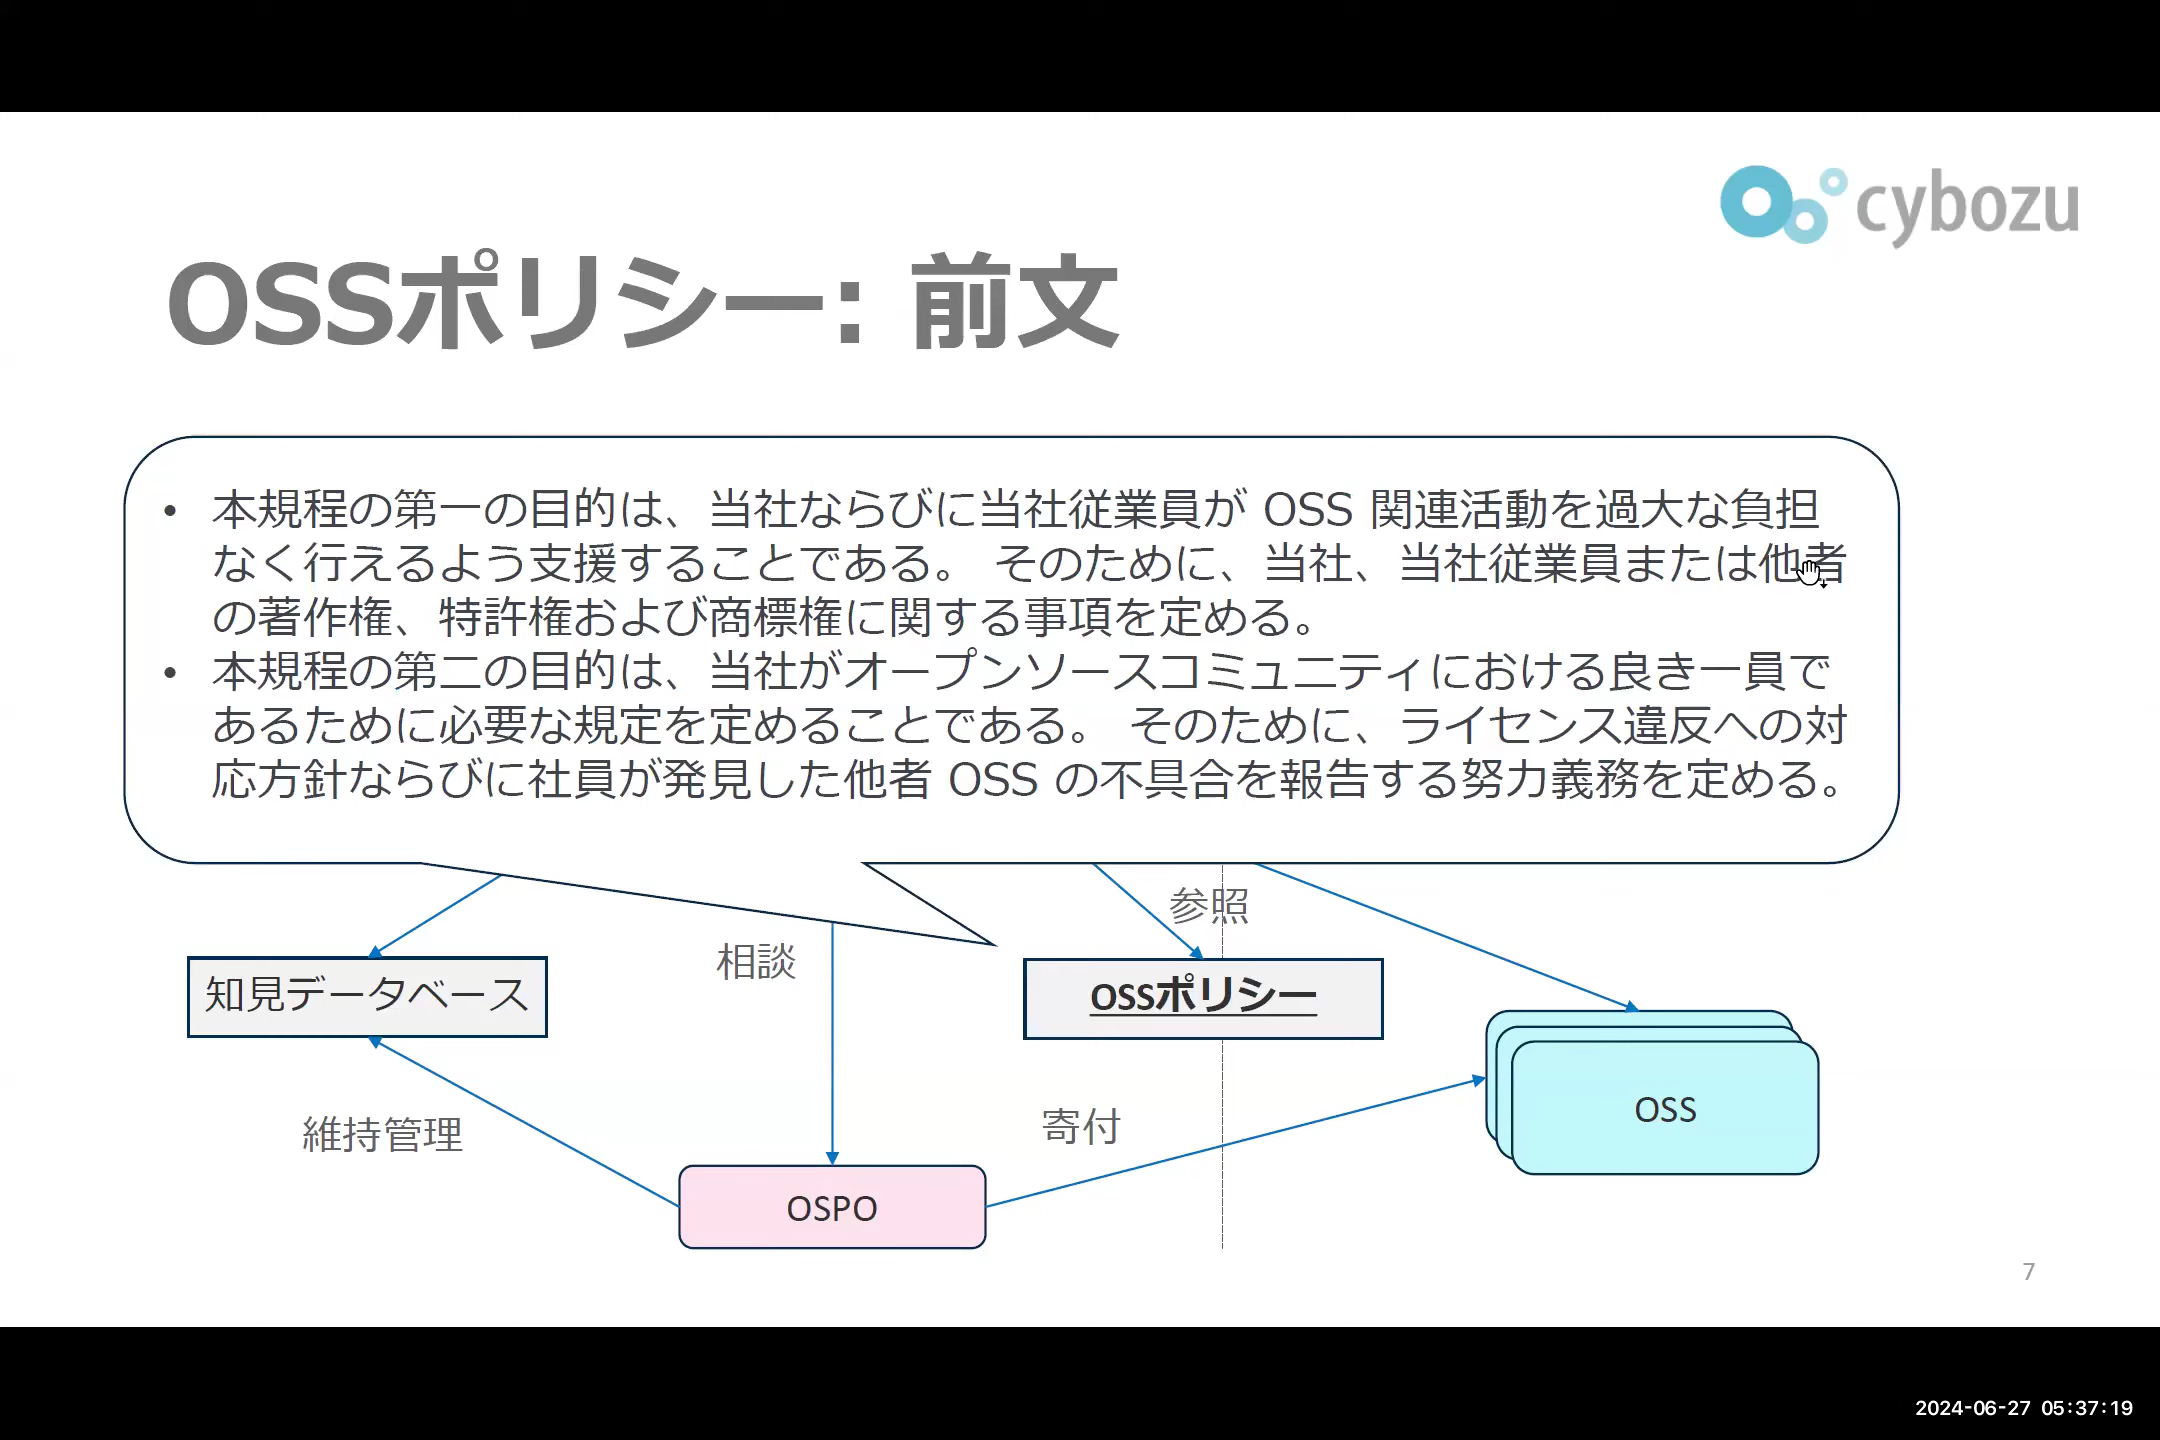 cybozu
OSSポリシー: 前文
• 本規程の第一の目的は、当社ならびに当社従業員が OSS 関連活動を過大な負担
なく行えるよう支援することである。 そのために、当社、当社従業員または他者
の著作権、特許権および商標権に関する事項を定める。
• 本規程の第二の目的は、当社がオープンソースコミュニティにおける良き一員で
あるために必要な規定を定めることである。 そのために、ライセンス違反への対
応方針ならびに社員が発見した他者 OSS の不具合を報告する努力義務を定める。
参照
相談
知見データベース
OSSポリシー
OSS
維持管理
寄付
OSPO
7
2024-06-27 05:37:19